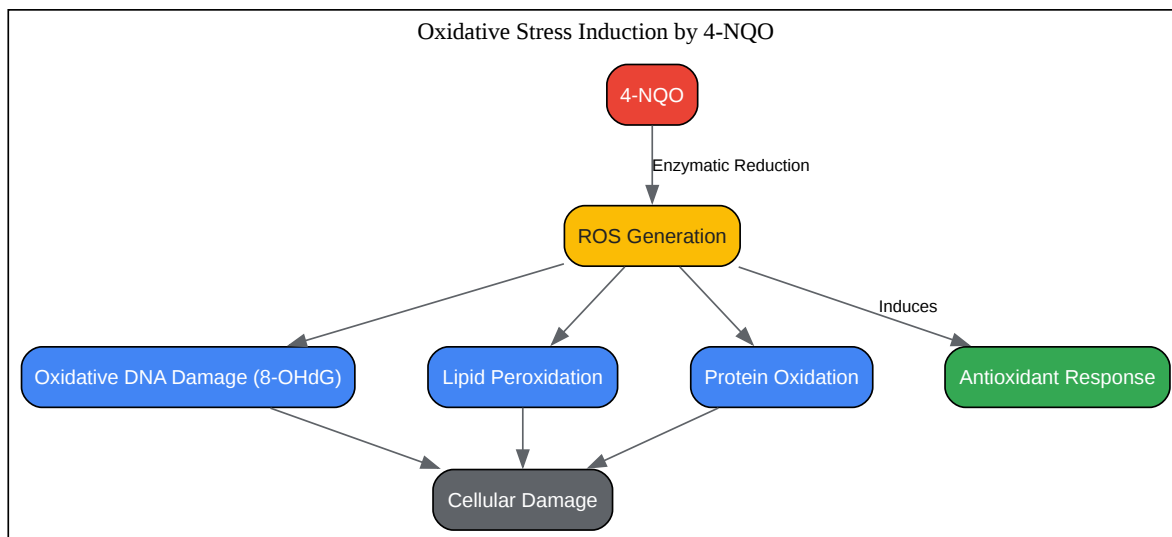 Oxidative Stress Induction by 4-NQO
4-NQO
Enzymatic Reduction
ROS Generation
Induces
Oxidative DNA Damage (8-OHdG)
Lipid Peroxidation
Protein Oxidation
Antioxidant Response
Cellular Damage